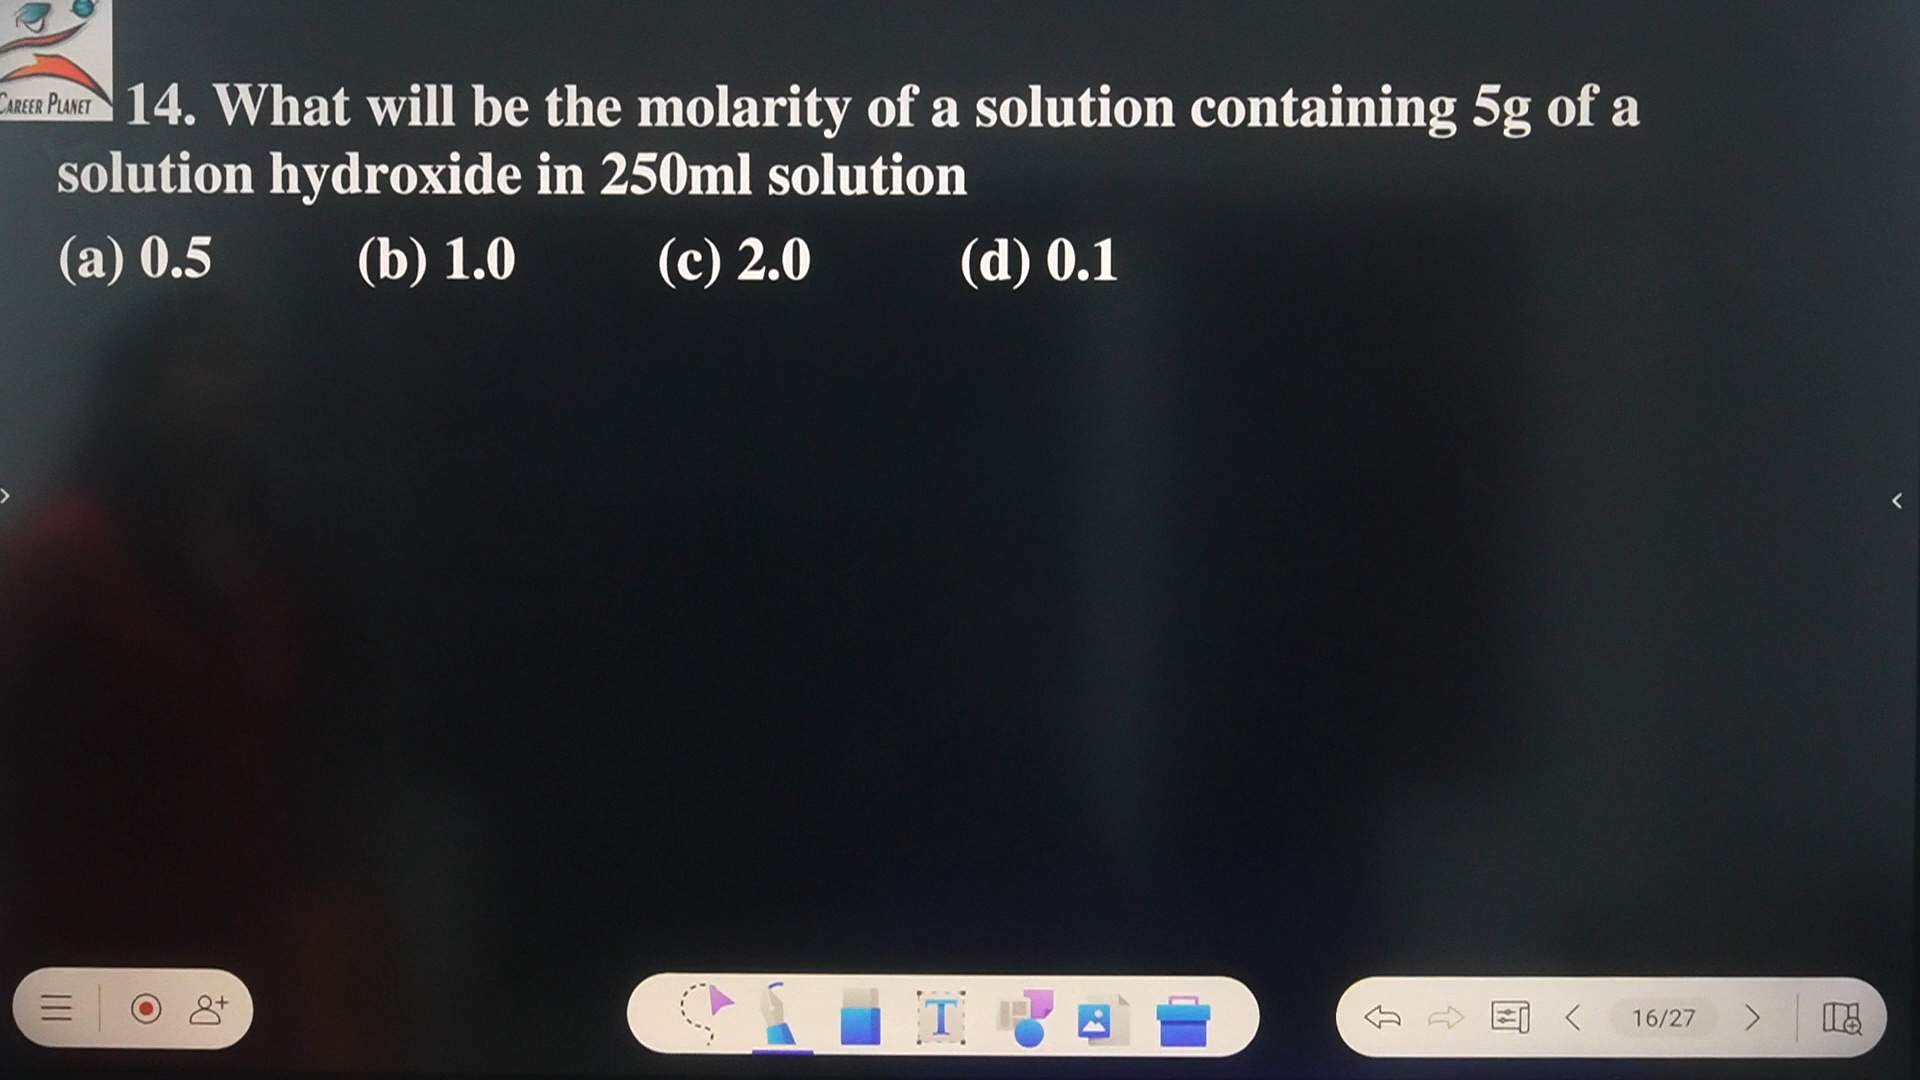 CAREER PLANET
14. What will be the molarity of a solution containing 5g of a
solution hydroxide in 250ml solution
(a) 0.5 (b) 1.0 (c) 2.0 (d) 0.1
T
16/27